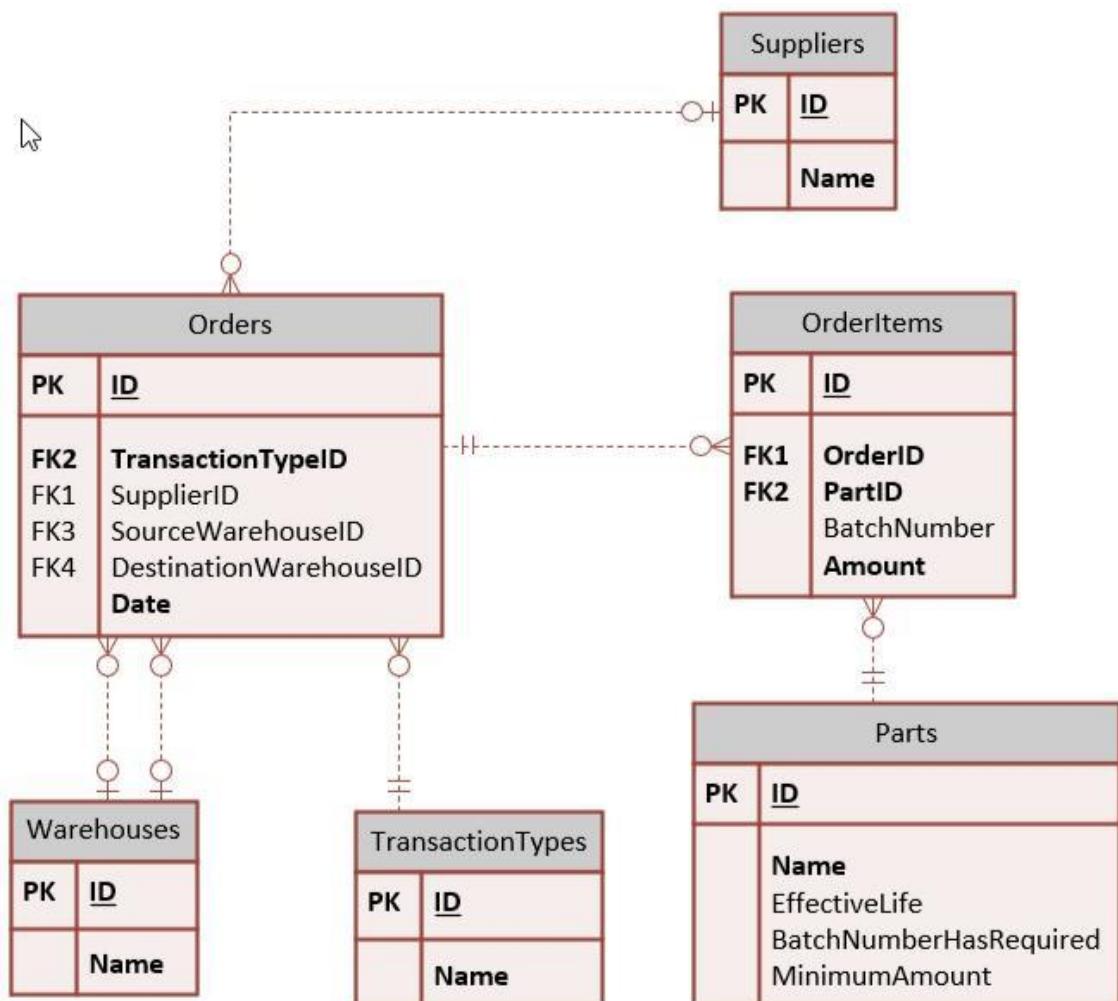 Suppliers
PK ID
Name
Orders
PK ID
FK2 TransactionTypeID
FK1 SupplierID
FK3 SourceWarehouseID
FK4 DestinationWarehouseID
Date
OrderItems
PK ID
FK1 OrderID
FK2 PartID
BatchNumber
Amount
Warehouses
PK ID
Name
TransactionTypes
PK ID
Name
Parts
PK ID
Name
EffectiveLife
BatchNumberHasRequired
MinimumAmount